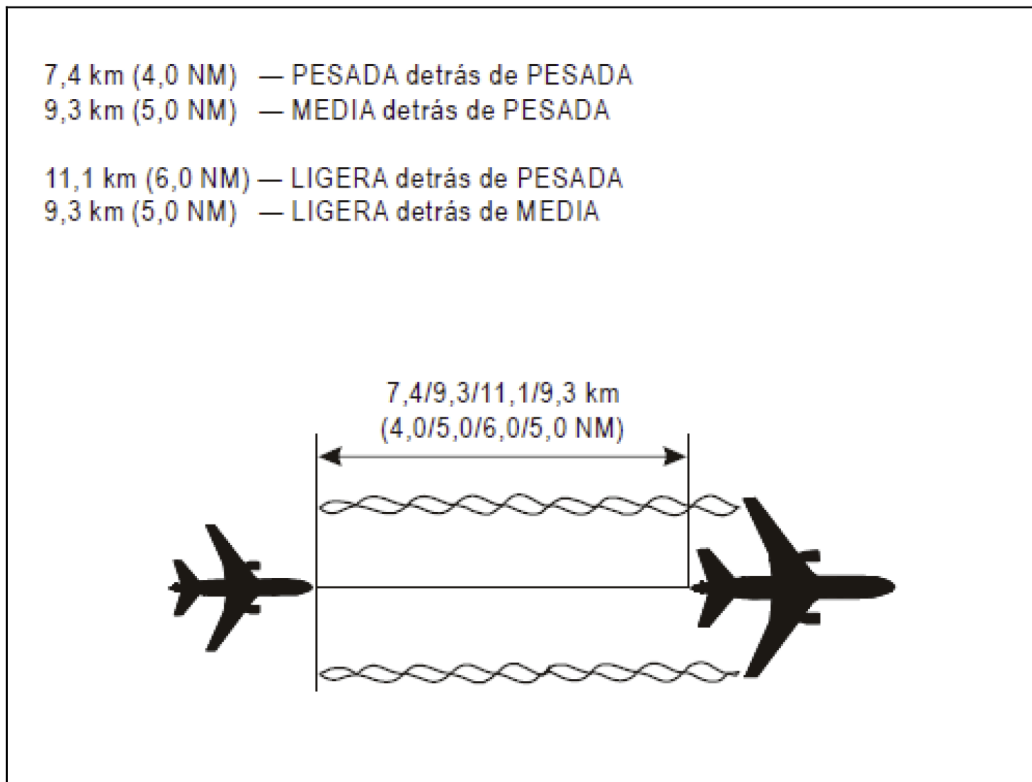 7,4 km (4,0 NM) — PESADA detrás de PESADA
9,3 km (5,0 NM) — MEDIA detrás de PESADA
11,1 km (6,0 NM) — LIGERA detrás de PESADA
9,3 km (5,0 NM) — LIGERA detrás de MEDIA
7,4/9,3/11,1/9,3 km
(4,0/5,0/6,0/5,0 NM)